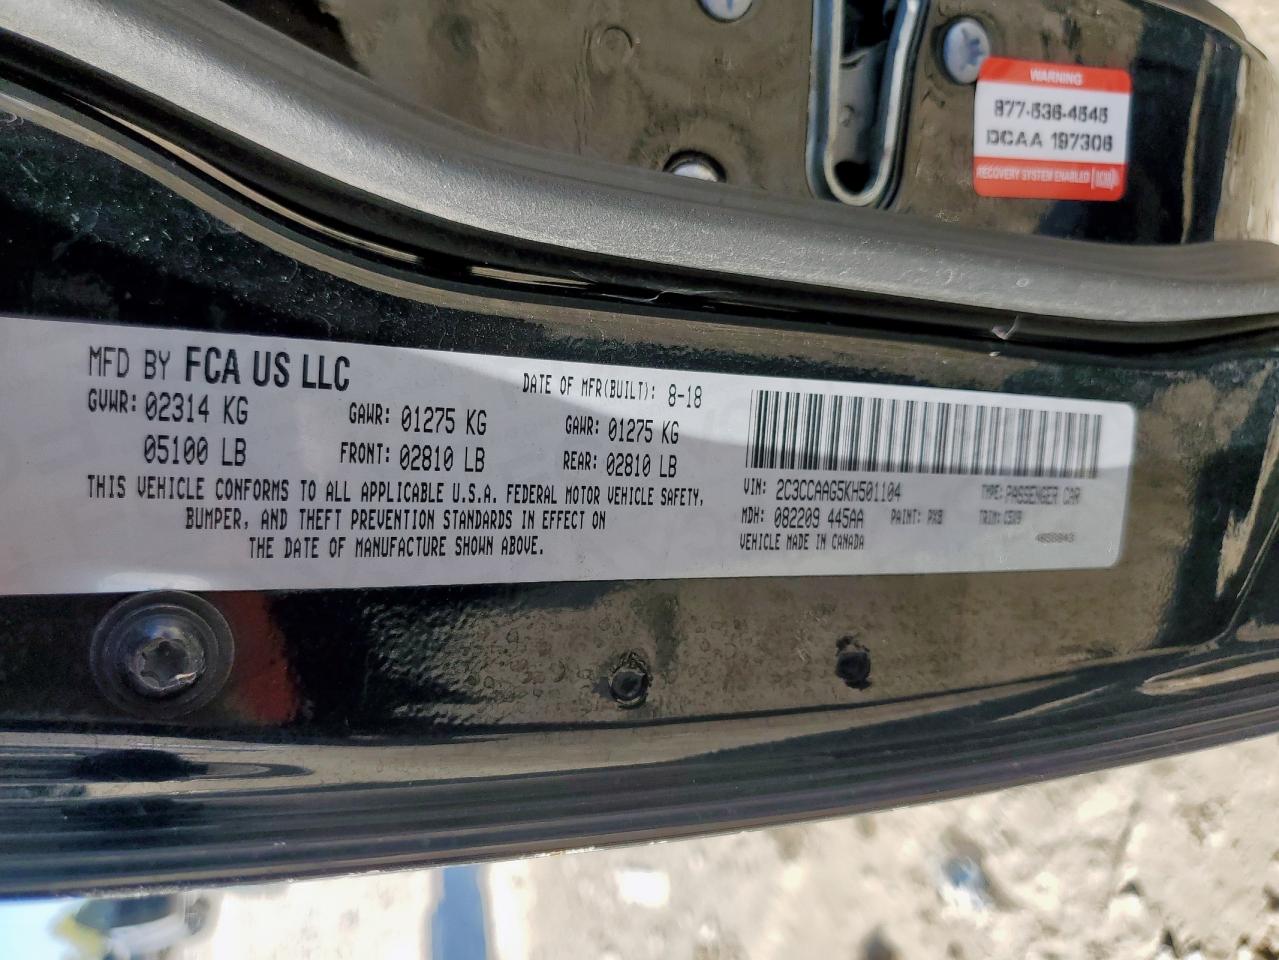 WARNING
877-536-4545
DCAA 197306
RECOVERY SYSTEM ENABLED
MFD BY FCA US LLC
DATE OF MFR(BUILT): 8-18
GVWR: 02314 KG GAWR: 01275 KG GAWR: 01275 KG
05100 LB FRONT: 02810 LB REAR: 02810 LB
THIS VEHICLE CONFORMS TO ALL APPLICABLE U.S.A. FEDERAL MOTOR VEHICLE SAFETY,
BUMPER, AND THEFT PREVENTION STANDARDS IN EFFECT ON
THE DATE OF MANUFACTURE SHOWN ABOVE.
VIN: 2C3CCAAG5KH501104 TYPE: PASSENGER CAR
MDH: 082209 445AA PAINT: PX8 TRIM: C5X9
VEHICLE MADE IN CANADA